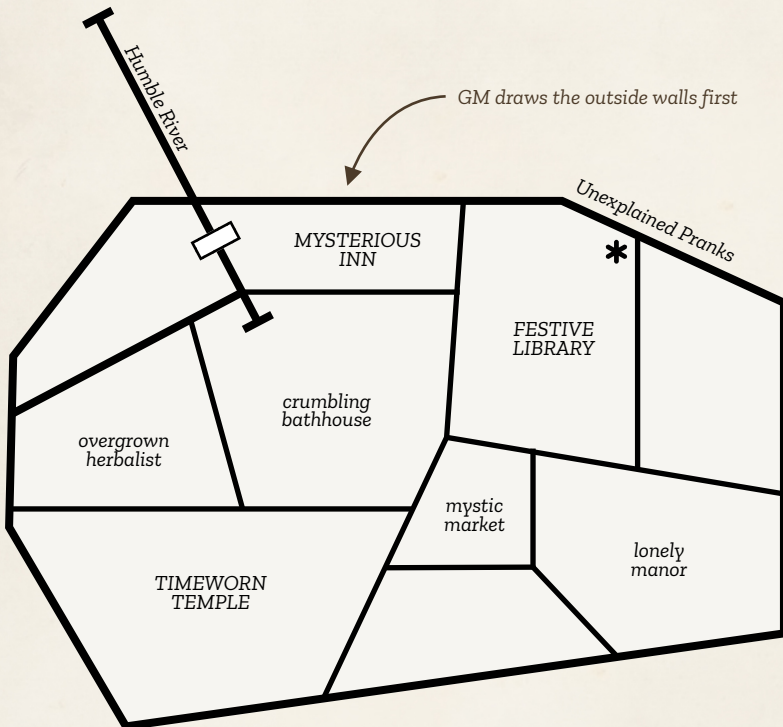 Humble River
GM draws the outside walls first
Unexplained Pranks
MYSTERIOUS
INN
*
FESTIVE
LIBRARY
crumbling
bathhouse
overgrown
herbalist
mystic
market
lonely
manor
TIMEWORN
TEMPLE